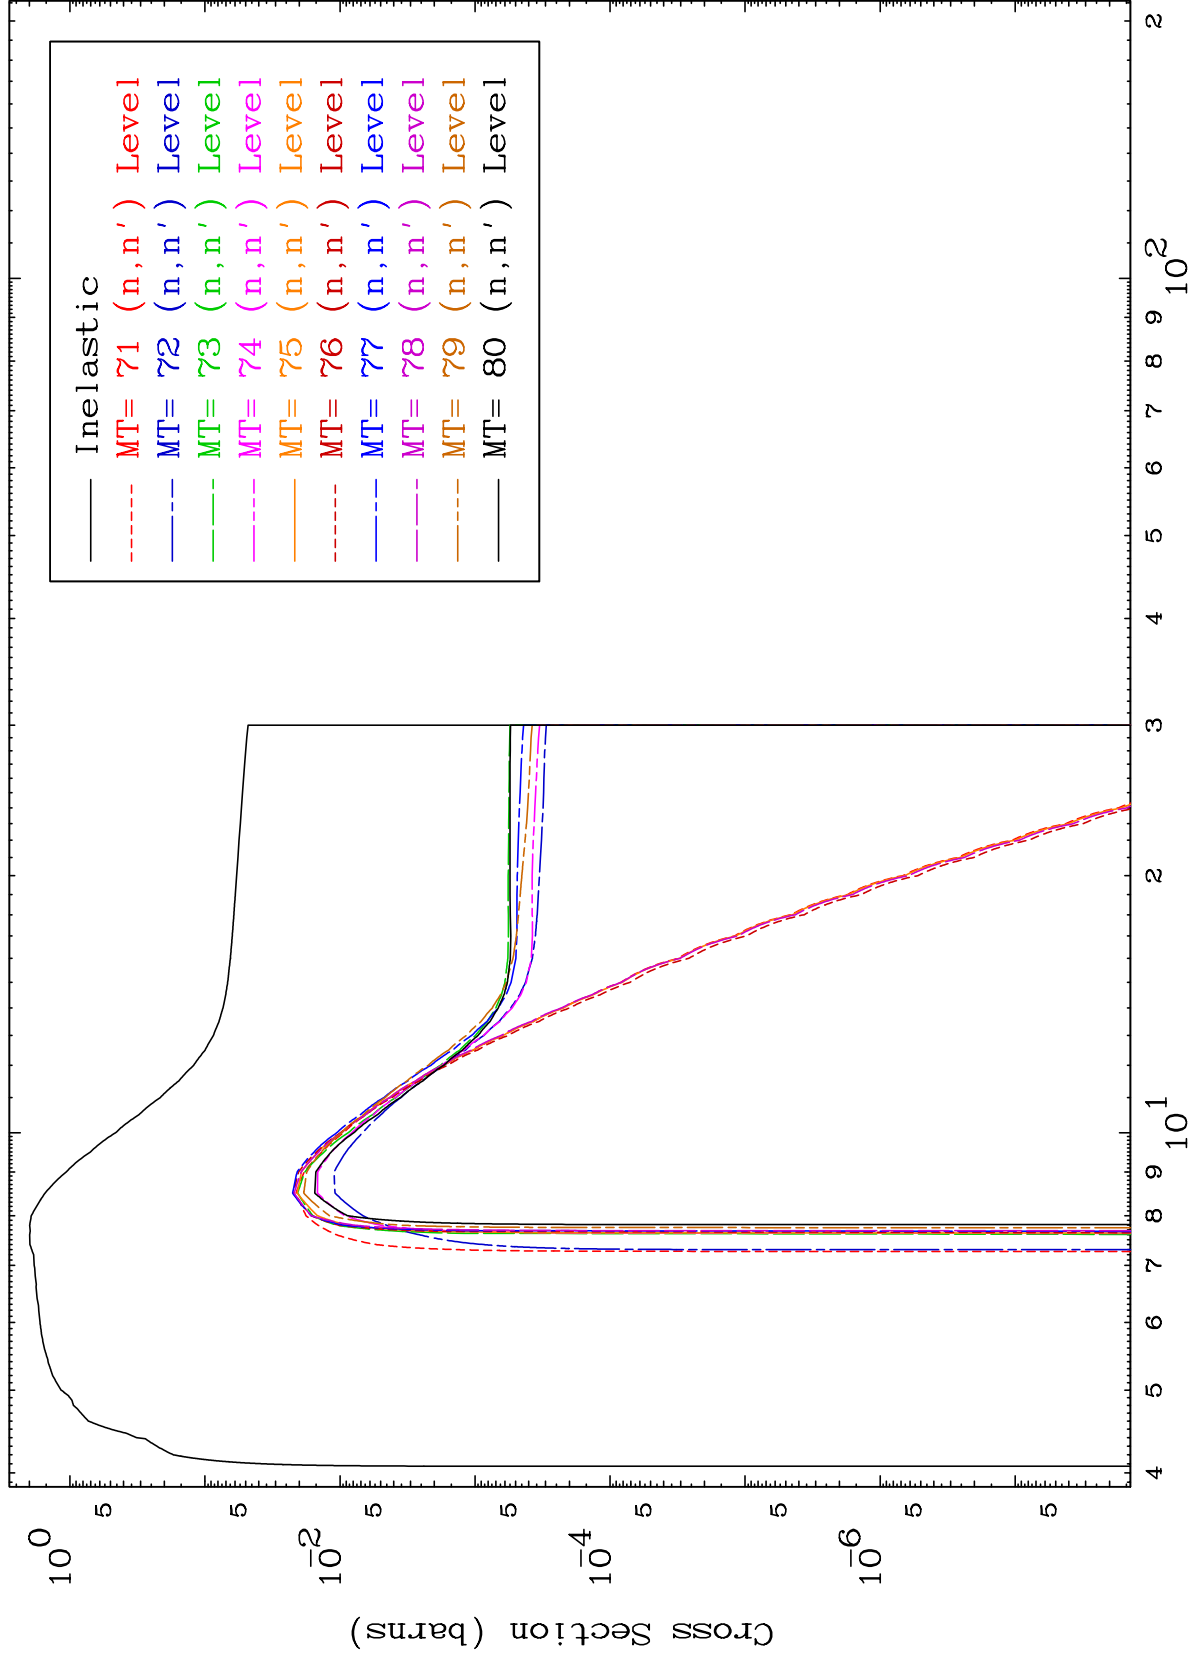 Inelastic
MT= 71 (n,n') Level
MT= 72 (n,n') Level
MT= 73 (n,n') Level
MT= 74 (n,n') Level
MT= 75 (n,n') Level
MT= 76 (n,n') Level
MT= 77 (n,n') Level
MT= 78 (n,n') Level
MT= 79 (n,n') Level
MT= 80 (n,n') Level
Cross Section (barns)
10^0
5
5
10^-2
5
5
10^-4
5
5
10^-6
5
5
4 5 6 7 8 9 10^1 2 3 4 5 6 7 8 9 10^2 2